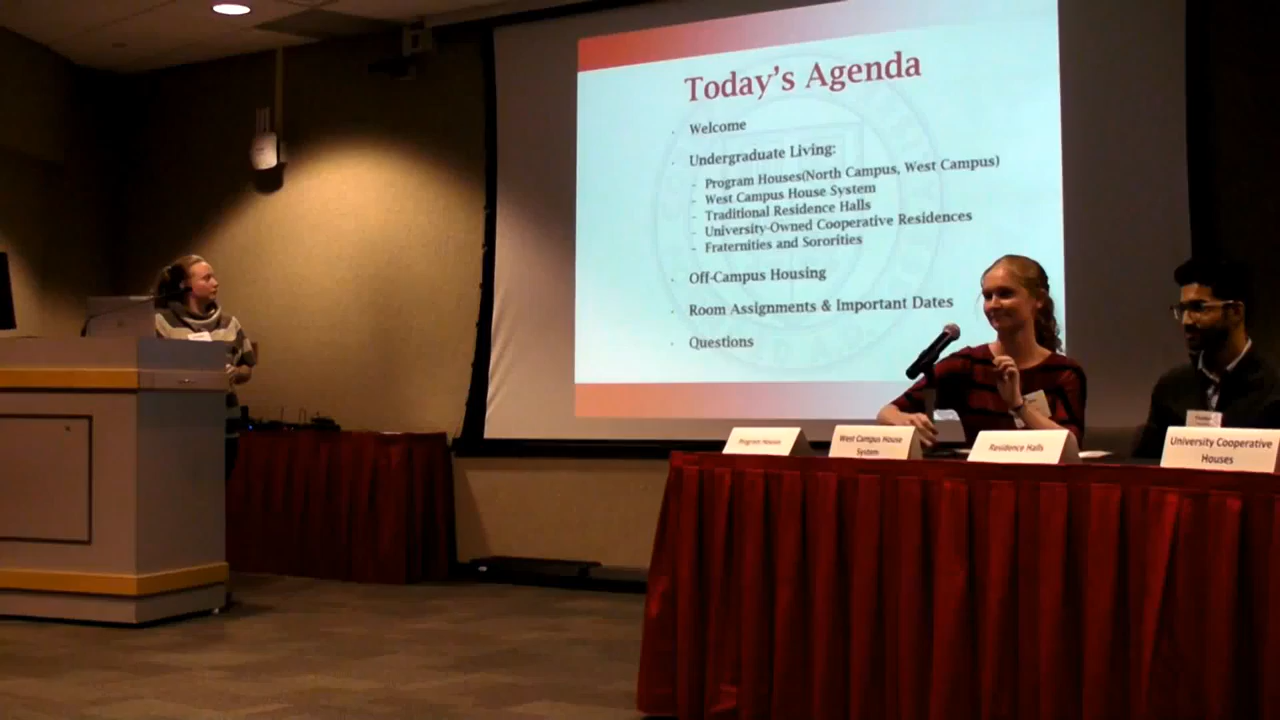 Today's Agenda
· Welcome
· Undergraduate Living:
- Program Houses(North Campus, West Campus)
- West Campus House System
- Traditional Residence Halls
- University-Owned Cooperative Residences
- Fraternities and Sororities
· Off-Campus Housing
· Room Assignments & Important Dates
· Questions
Program Houses
West Campus House
System
Residence Halls
University Cooperative
Houses